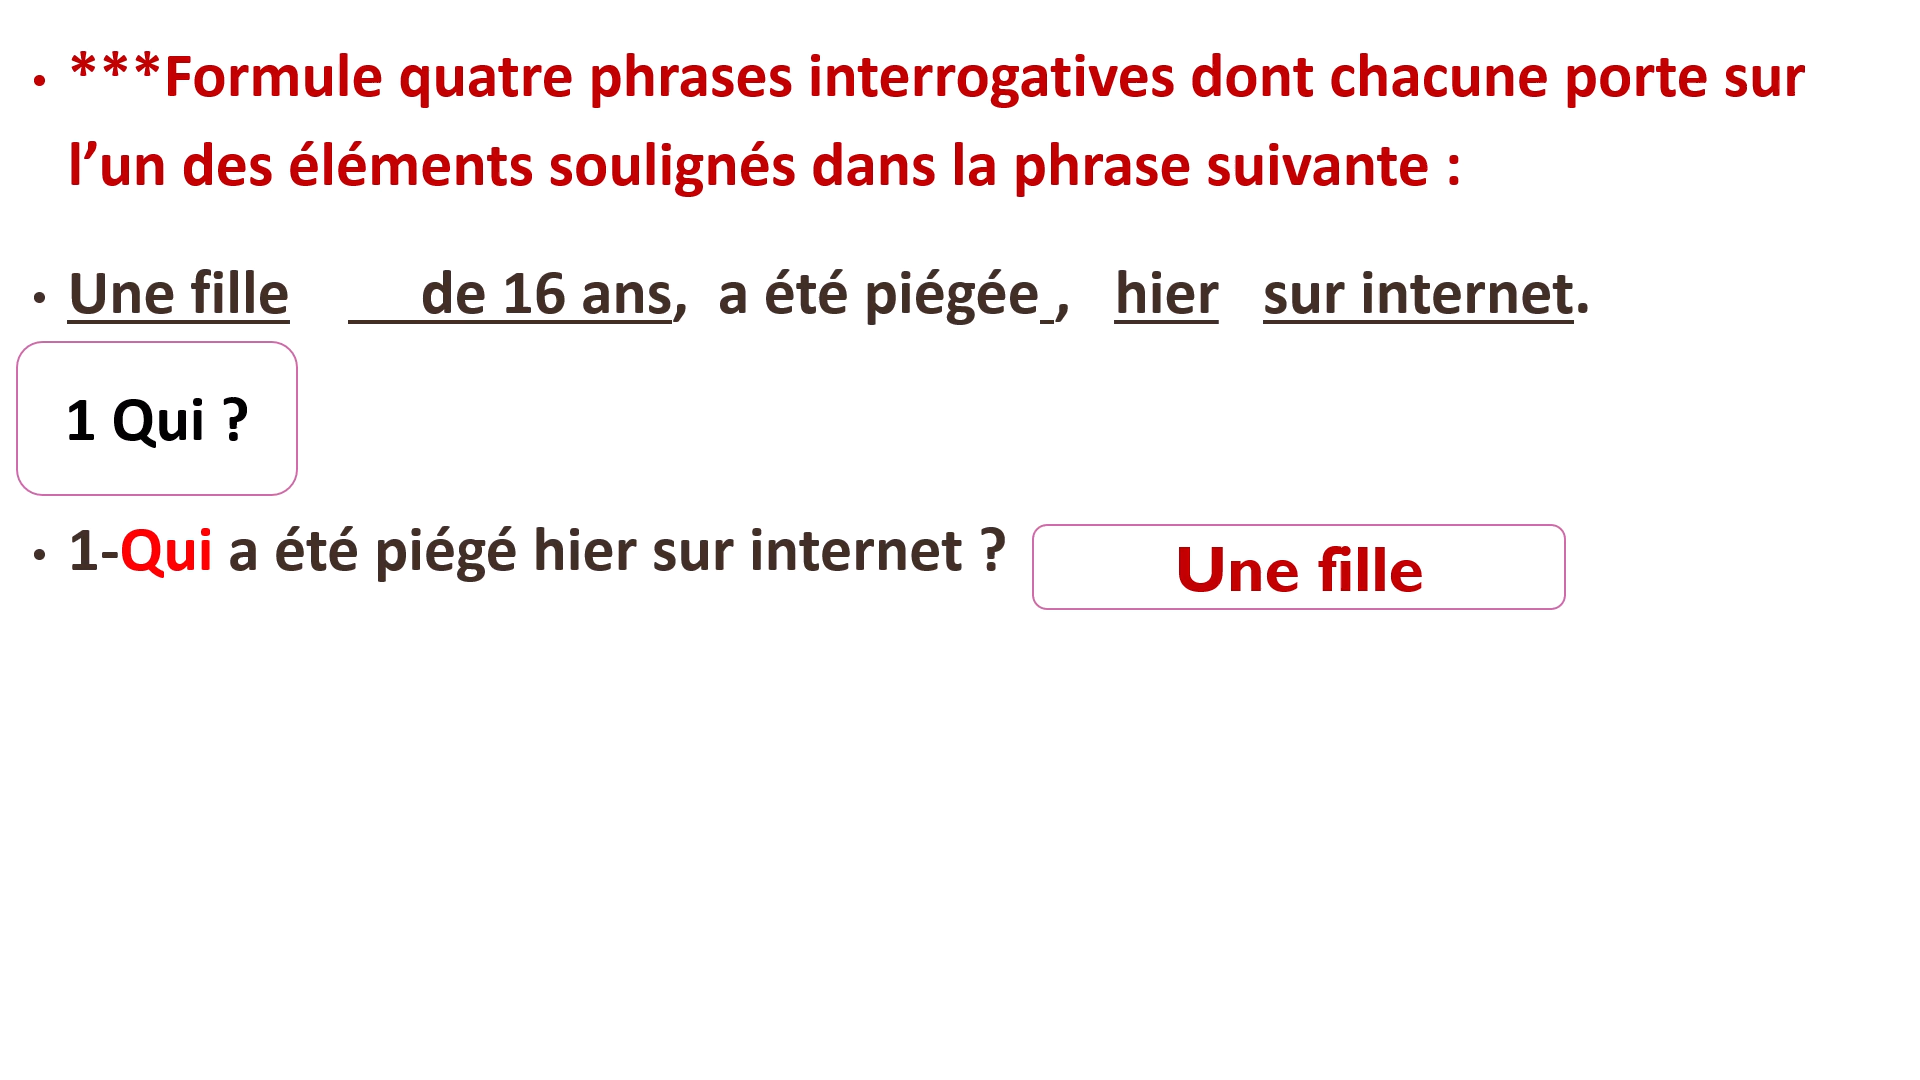 • ***Formule quatre phrases interrogatives dont chacune porte sur
l’un des éléments soulignés dans la phrase suivante :
• Une fille de 16 ans, a été piégée , hier sur internet.
1 Qui ?
• 1-Qui a été piégé hier sur internet ? Une fille